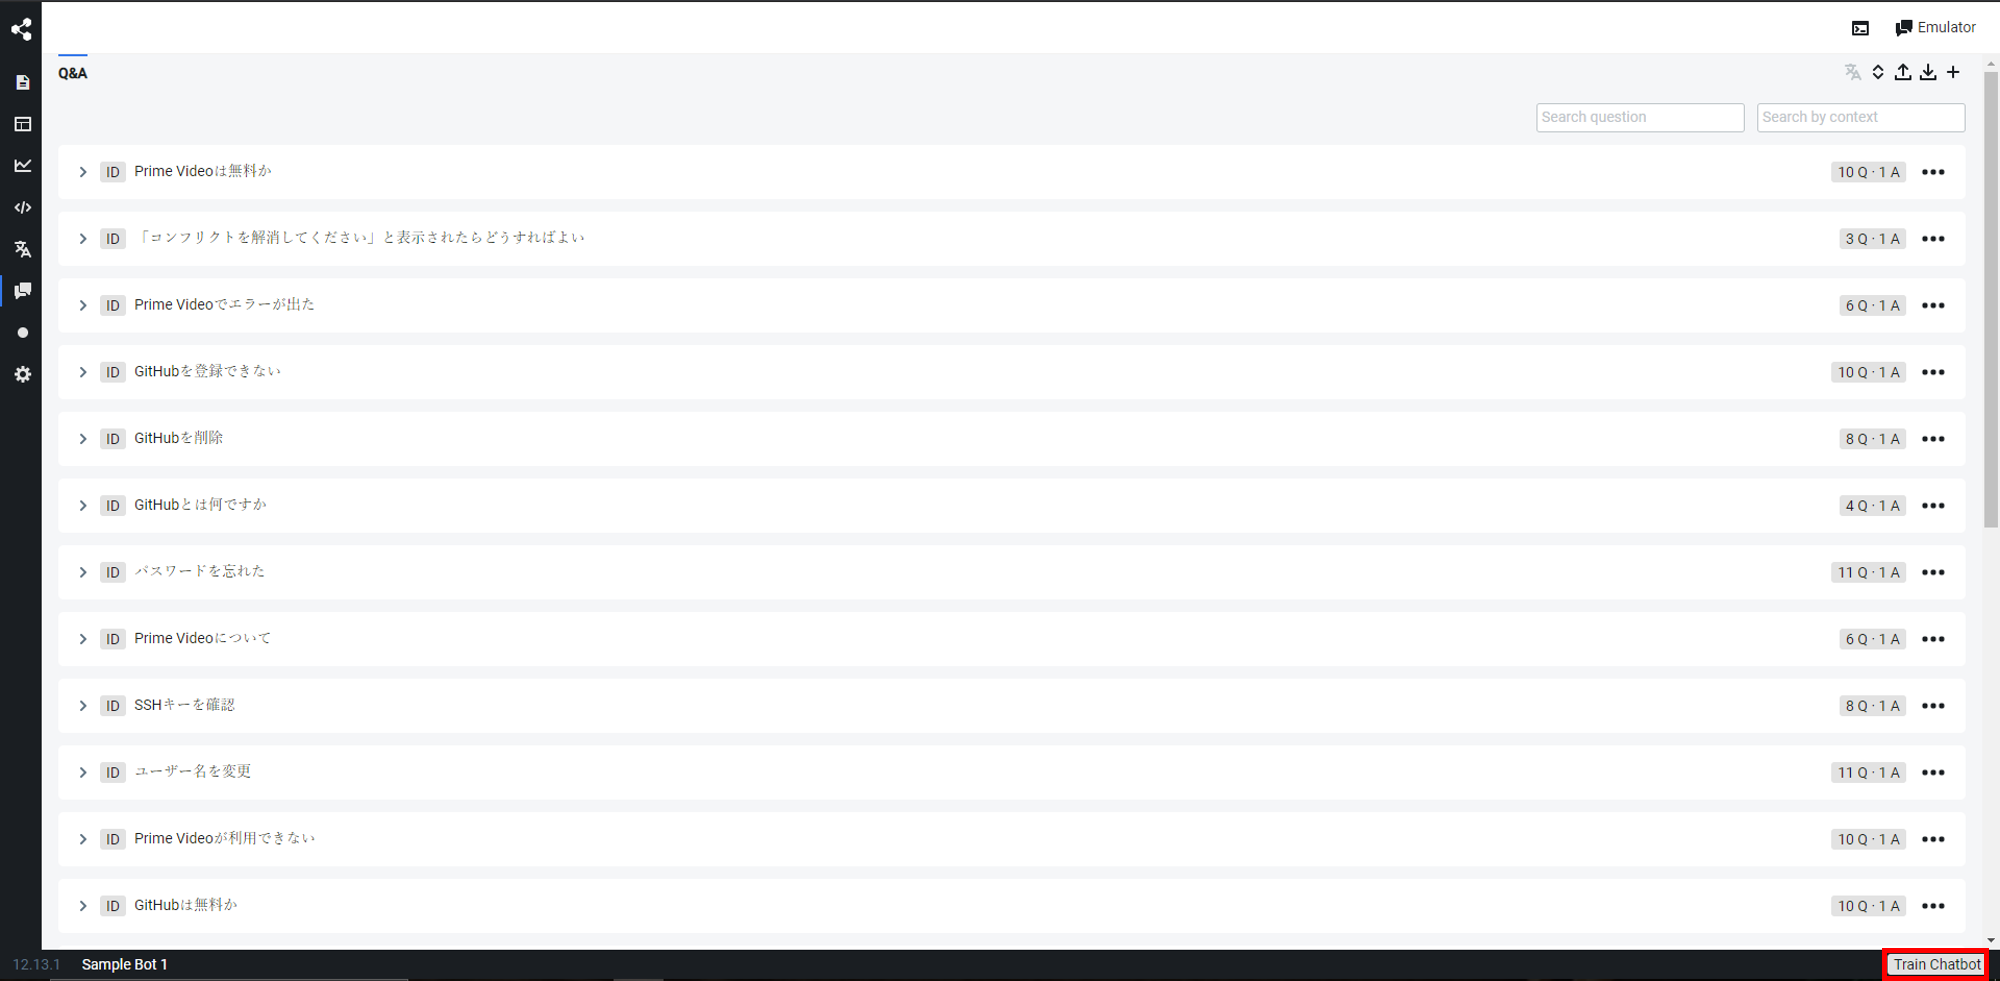 Emulator
Q&A
Search question
Search by context
ID Prime Videoは無料か 10 Q · 1 A
ID 「コンフリクトを解消してください」と表示されたらどうすればよい 3 Q · 1 A
ID Prime Videoでエラーが出た 6 Q · 1 A
ID GitHubを登録できない 10 Q · 1 A
ID GitHubを削除 8 Q · 1 A
ID GitHubとは何ですか 4 Q · 1 A
ID パスワードを忘れた 11 Q · 1 A
ID Prime Videoについて 6 Q · 1 A
ID SSHキーを確認 8 Q · 1 A
ID ユーザー名を変更 11 Q · 1 A
ID Prime Videoが利用できない 10 Q · 1 A
ID GitHubは無料か 10 Q · 1 A
12.13.1 Sample Bot 1 Train Chatbot